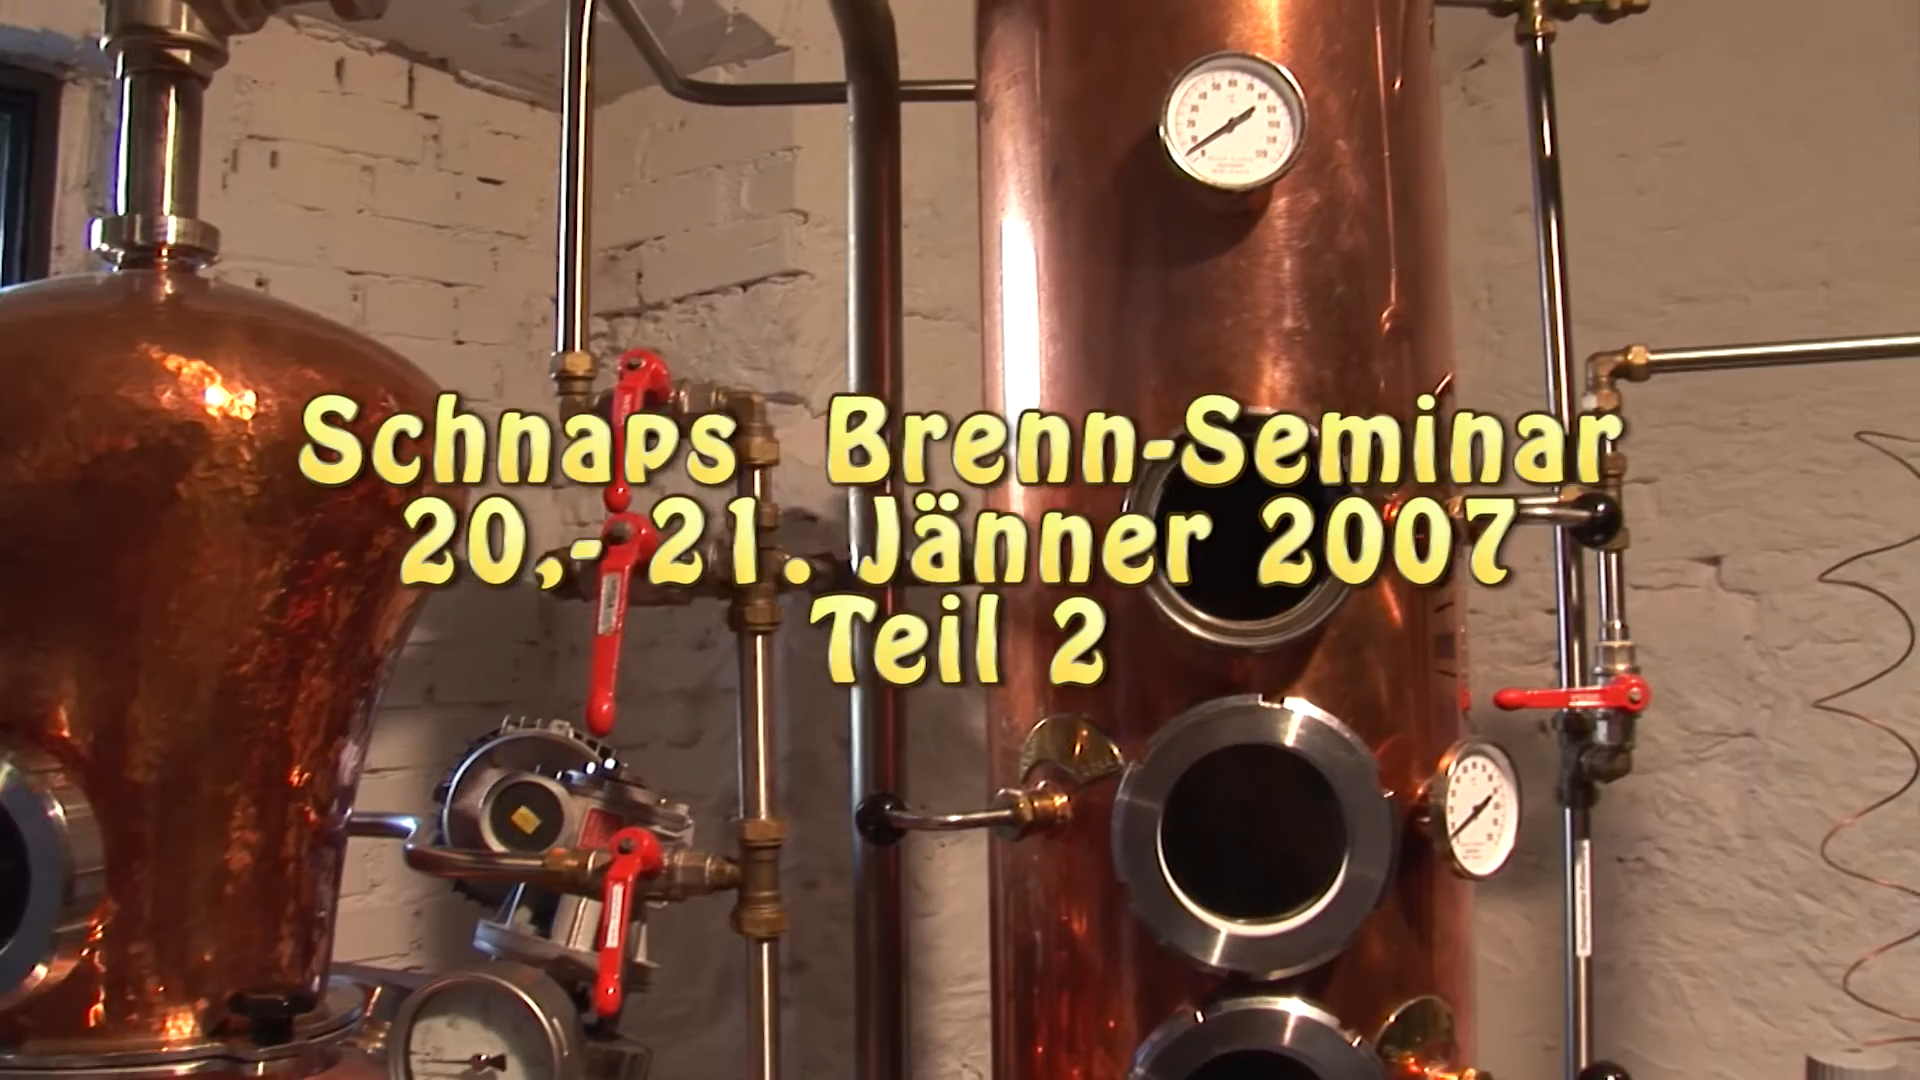 Schnaps Brenn-Seminar
20,- 21. Jänner 2007
Teil 2